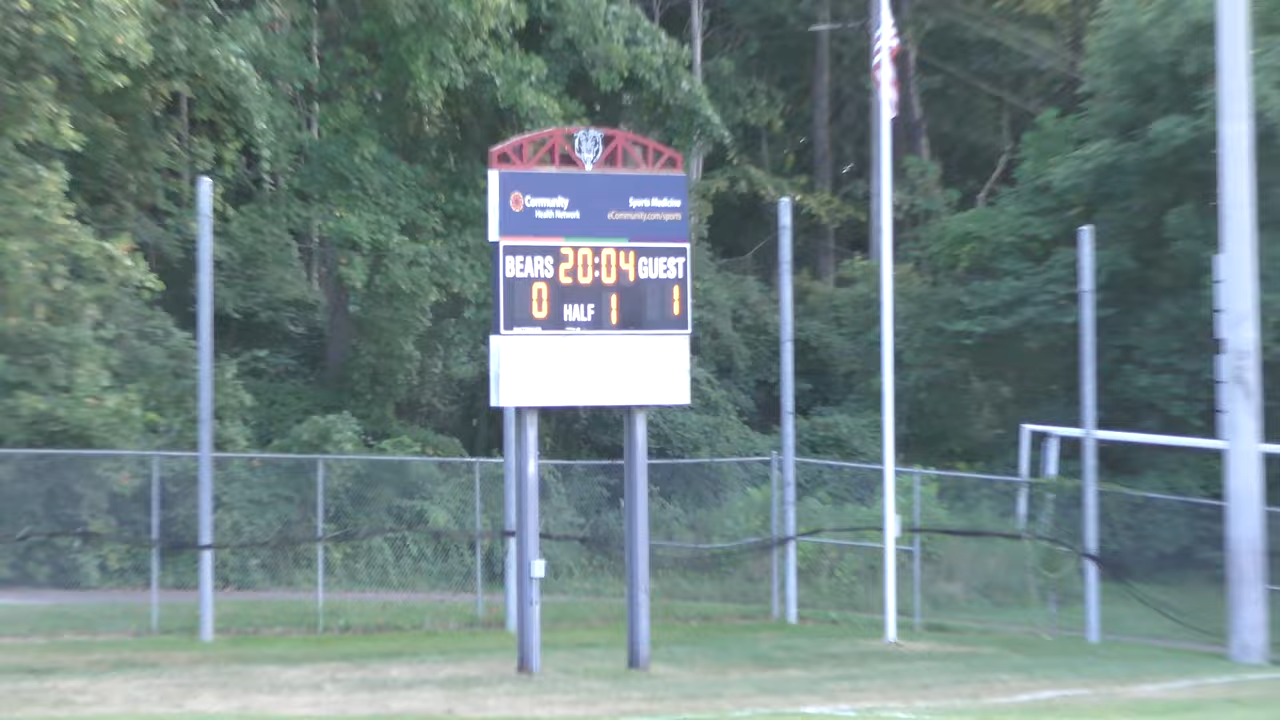 Community
Health Network
Sports Medicine
eCommunity.com/sports
BEARS 20:04 GUEST
0 HALF 1 1